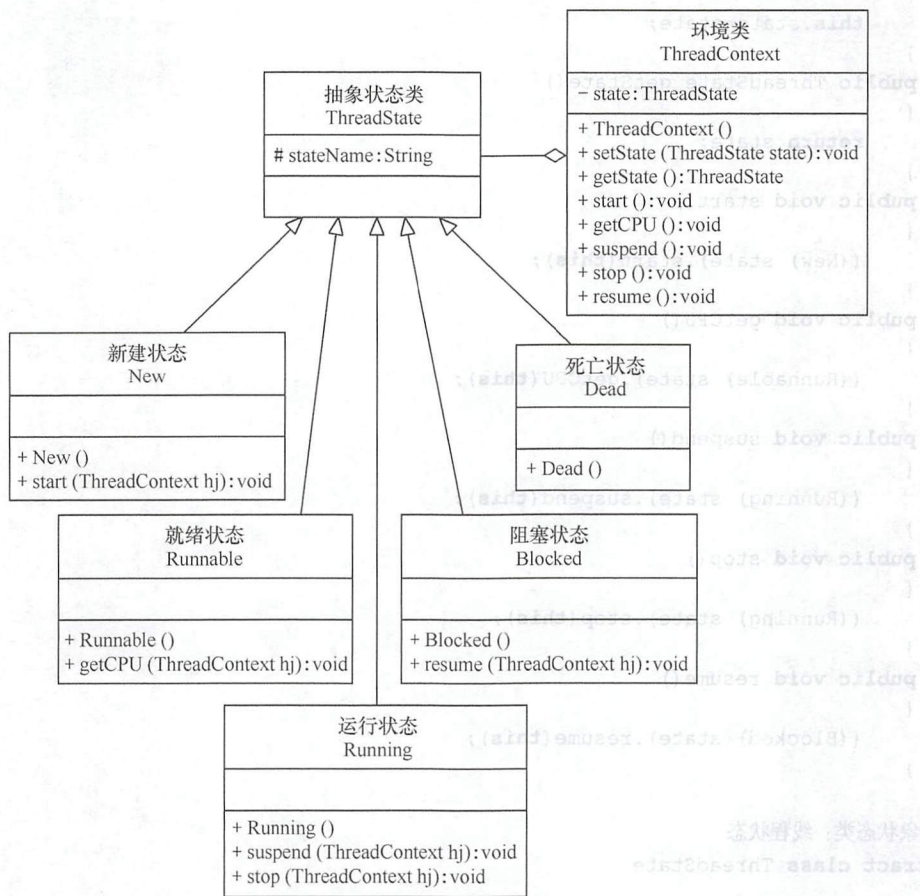 环境类
ThreadContext
− state:ThreadState
+ ThreadContext ()
+ setState (ThreadState state):void
+ getState ():ThreadState
+ start ():void
+ getCPU ():void
+ suspend ():void
+ stop ():void
+ resume ():void
抽象状态类
ThreadState
# stateName:String
新建状态
New
+ New ()
+ start (ThreadContext hj):void
死亡状态
Dead
+ Dead ()
就绪状态
Runnable
+ Runnable ()
+ getCPU (ThreadContext hj):void
阻塞状态
Blocked
+ Blocked ()
+ resume (ThreadContext hj):void
运行状态
Running
+ Running ()
+ suspend (ThreadContext hj):void
+ stop (ThreadContext hj):void